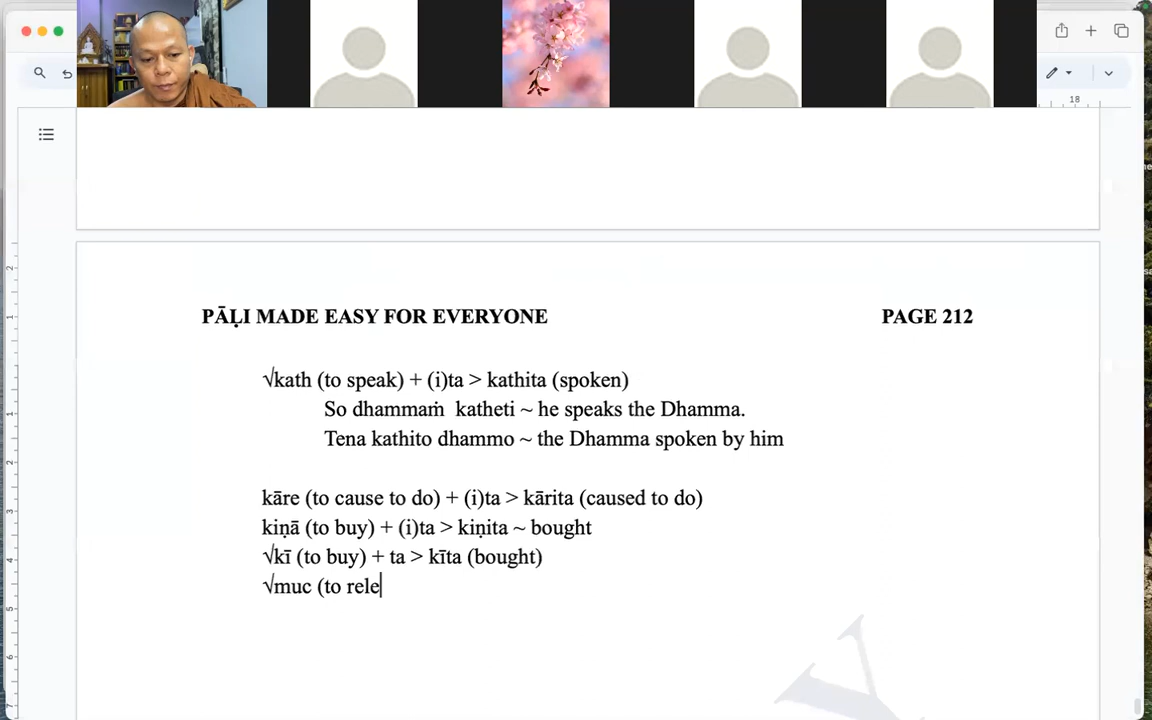 18
PĀḶI MADE EASY FOR EVERYONE PAGE 212
√kath (to speak) + (i)ta > kathita (spoken)
So dhammaṁ katheti ~ he speaks the Dhamma.
Tena kathito dhammo ~ the Dhamma spoken by him
kāre (to cause to do) + (i)ta > kārita (caused to do)
kiṇā (to buy) + (i)ta > kiṇita ~ bought
√kī (to buy) + ta > kīta (bought)
√muc (to rele